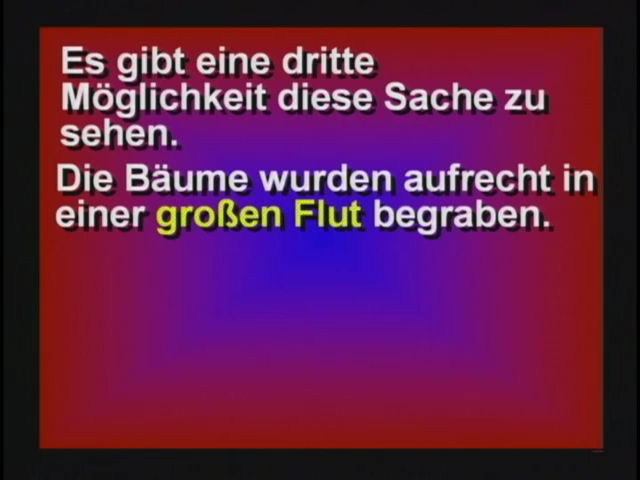 Es gibt eine dritte
Möglichkeit diese Sache zu
sehen.
Die Bäume wurden aufrecht in
einer großen Flut begraben.